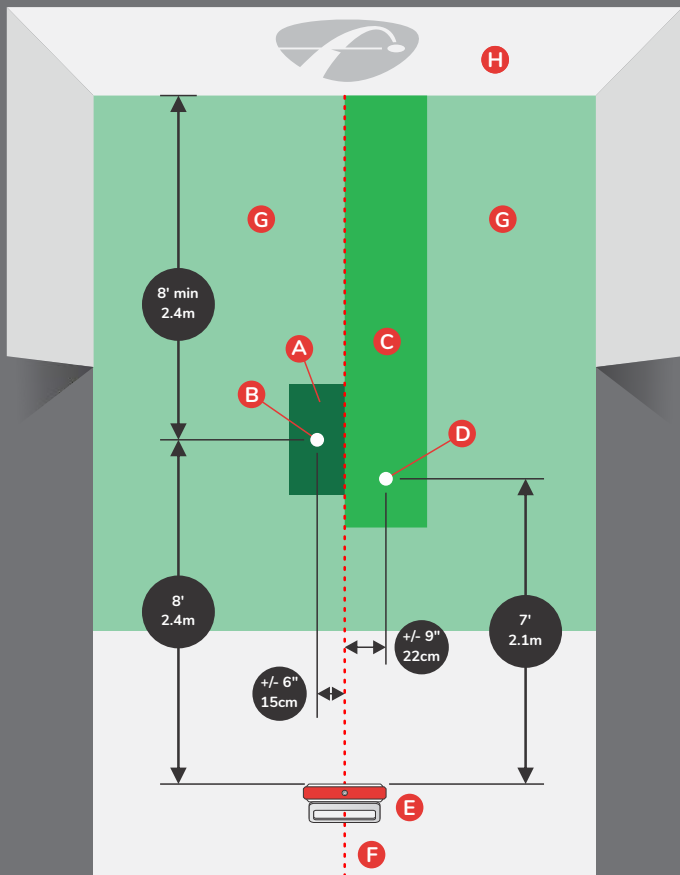 H
G
G
8' min
2.4m
A
C
B
D
8'
2.4m
7'
2.1m
+/- 9"
22cm
+/- 6"
15cm
E
F